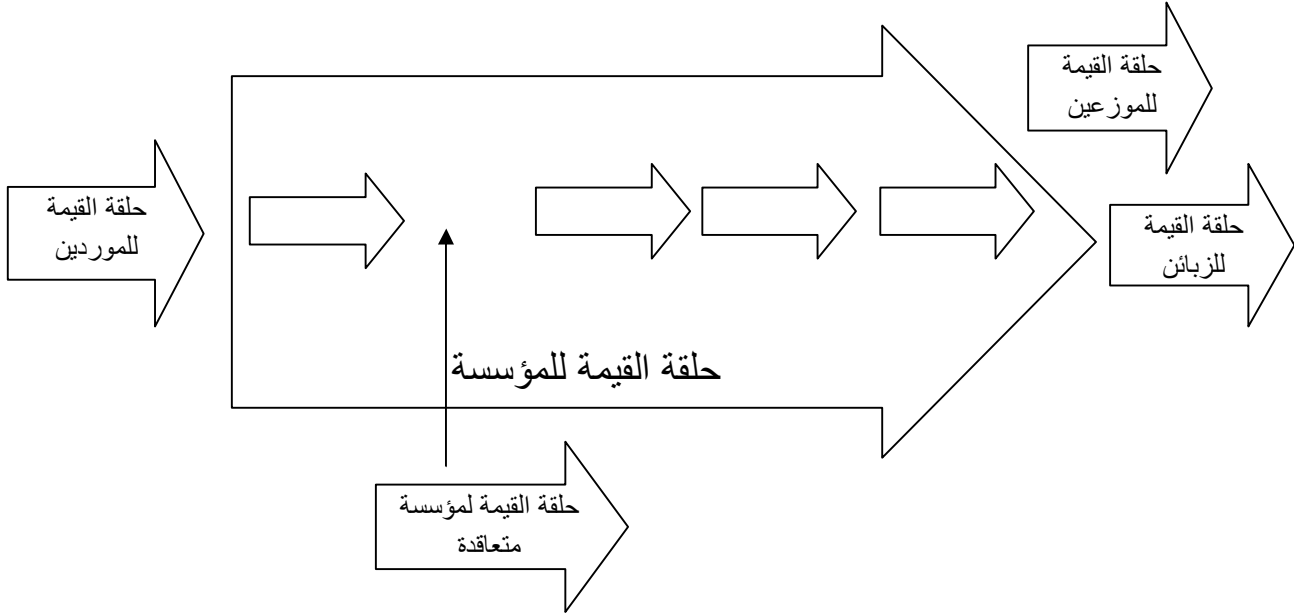 حلقة القيمة
للموزعين
حلقة القيمة
للموردين
حلقة القيمة
للزبائن
حلقة القيمة للمؤسسة
حلقة القيمة لمؤسسة
متعاقدة